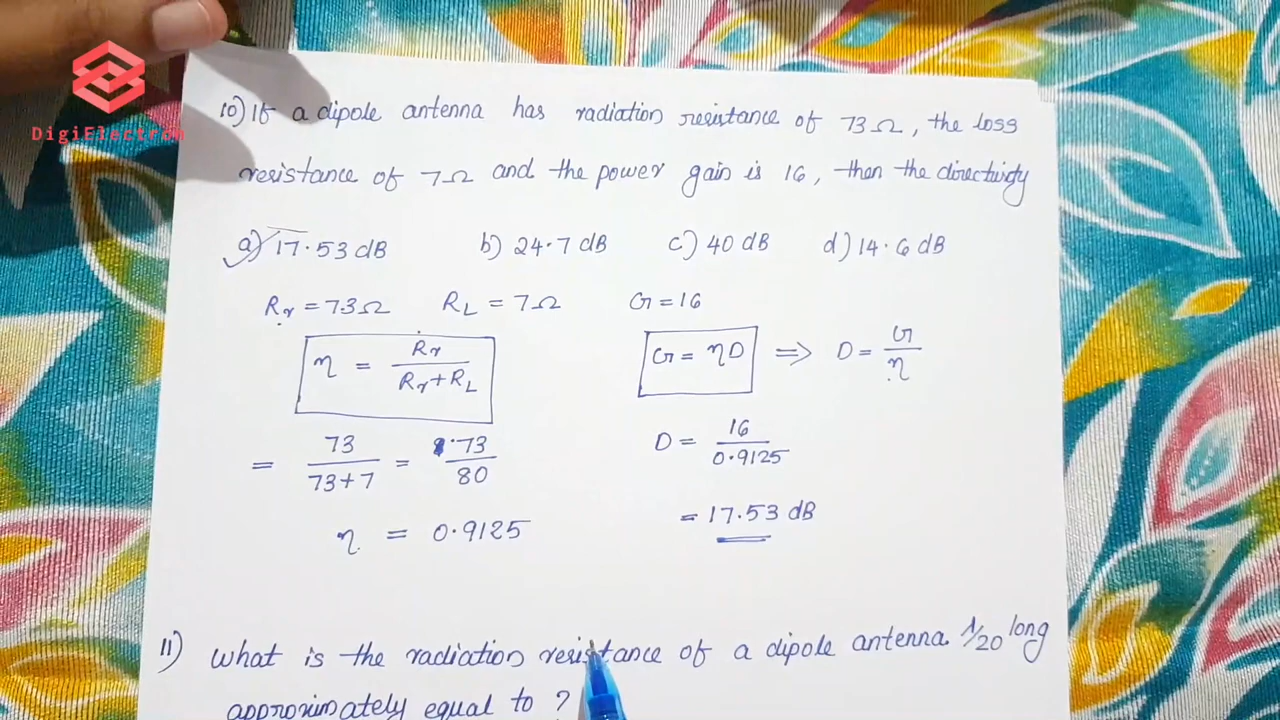 DigiElectron
10) If a dipole antenna has radiation resistance of 73Ω, the loss
resistance of 7Ω and the power gain is 16, then the directivity
a) 17.53 dB b) 24.7 dB c) 40 dB d) 14.6 dB
Rr = 73Ω RL = 7Ω G = 16
η = Rr / (Rr + RL) G = ηD ⟹ D = G / η
= 73 / (73+7) = 73 / 80 D = 16 / 0.9125
η = 0.9125 = 17.53 dB
11) What is the radiation resistance of a dipole antenna λ/20 long
approximately equal to ?